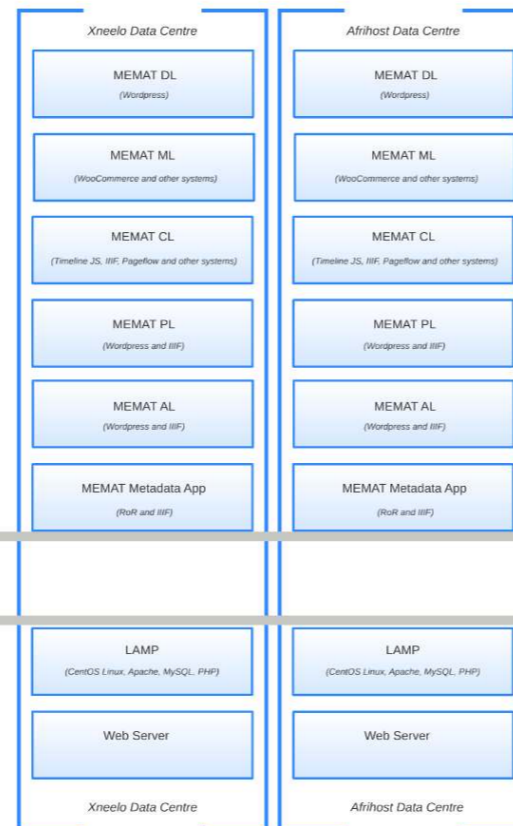 Xneelo Data Centre
MEMAT DL
(Wordpress)
MEMAT ML
(WooCommerce and other systems)
MEMAT CL
(Timeline JS, IIIF, Pageflow and other systems)
MEMAT PL
(Wordpress and IIIF)
MEMAT AL
(Wordpress and IIIF)
MEMAT Metadata App
(RoR and IIIF)
LAMP
(CentOS Linux, Apache, MySQL, PHP)
Web Server
Xneelo Data Centre
Afrihost Data Centre
MEMAT DL
(Wordpress)
MEMAT ML
(WooCommerce and other systems)
MEMAT CL
(Timeline JS, IIIF, Pageflow and other systems)
MEMAT PL
(Wordpress and IIIF)
MEMAT AL
(Wordpress and IIIF)
MEMAT Metadata App
(RoR and IIIF)
LAMP
(CentOS Linux, Apache, MySQL, PHP)
Web Server
Afrihost Data Centre